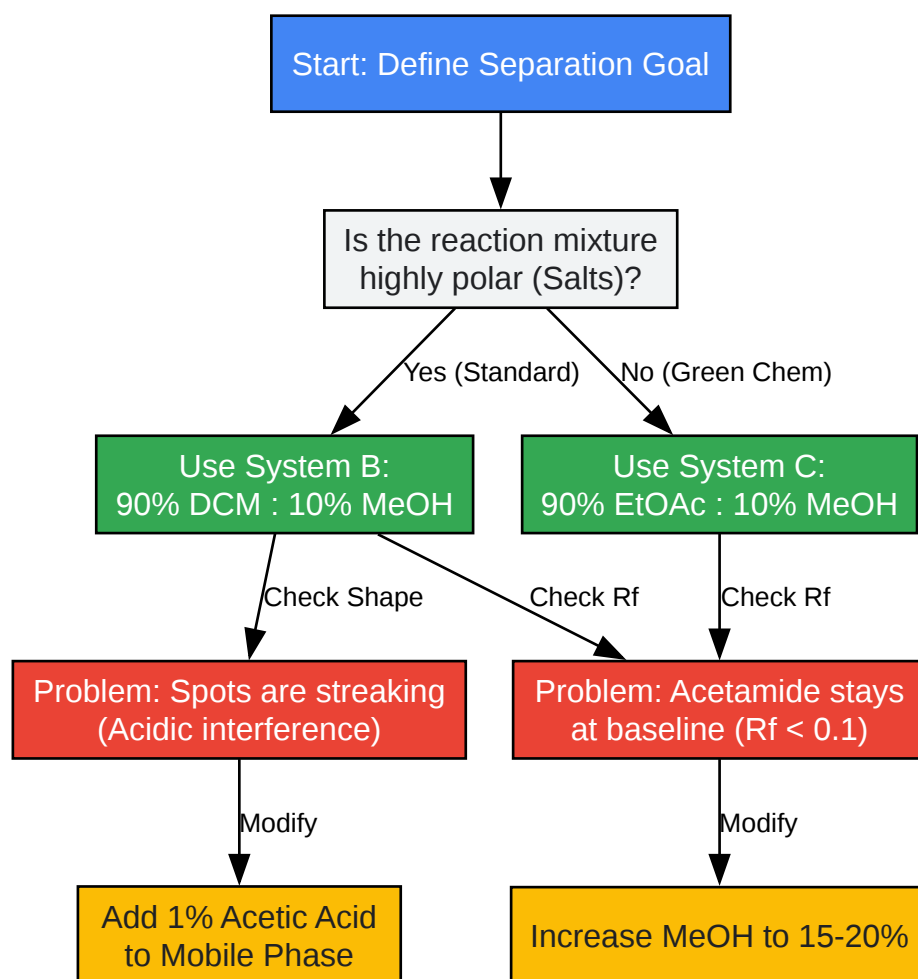 Start: Define Separation Goal
Is the reaction mixture
highly polar (Salts)?
Yes (Standard)
No (Green Chem)
Use System B:
90% DCM : 10% MeOH
Use System C:
90% EtOAc : 10% MeOH
Check Shape
Check Rf
Check Rf
Problem: Spots are streaking
(Acidic interference)
Problem: Acetamide stays
at baseline (Rf < 0.1)
Modify
Modify
Add 1% Acetic Acid
to Mobile Phase
Increase MeOH to 15-20%